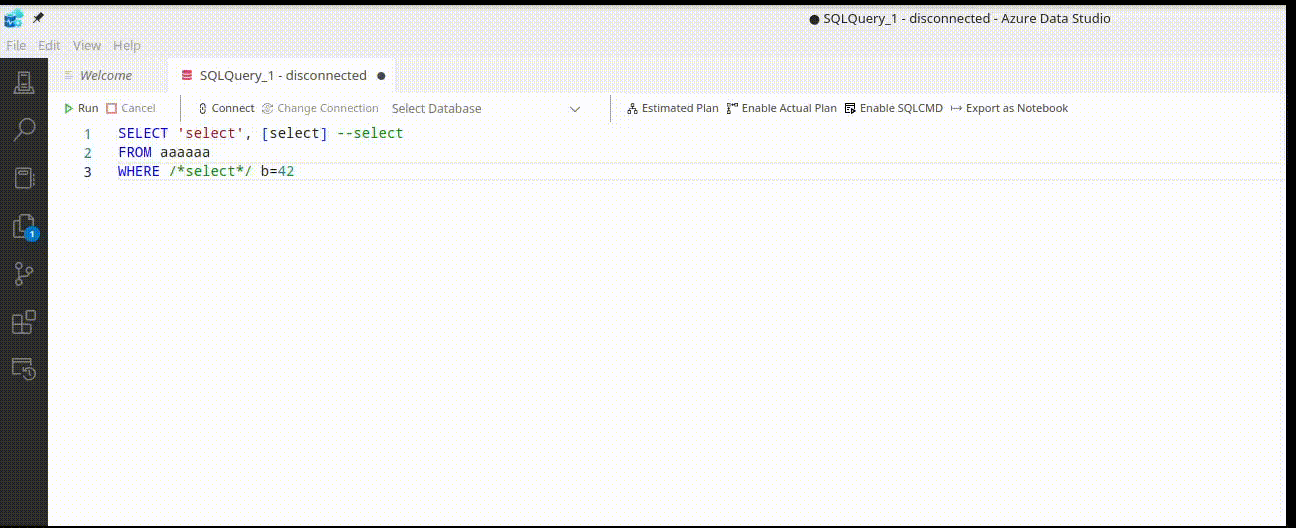 ● SQLQuery_1 - disconnected - Azure Data Studio
File Edit View Help
Welcome SQLQuery_1 - disconnected ●
Run Cancel Connect Change Connection Select Database Estimated Plan Enable Actual Plan Enable SQLCMD Export as Notebook
1 SELECT 'select', [select] --select
2 FROM aaaaaa
3 WHERE /*select*/ b=42
1